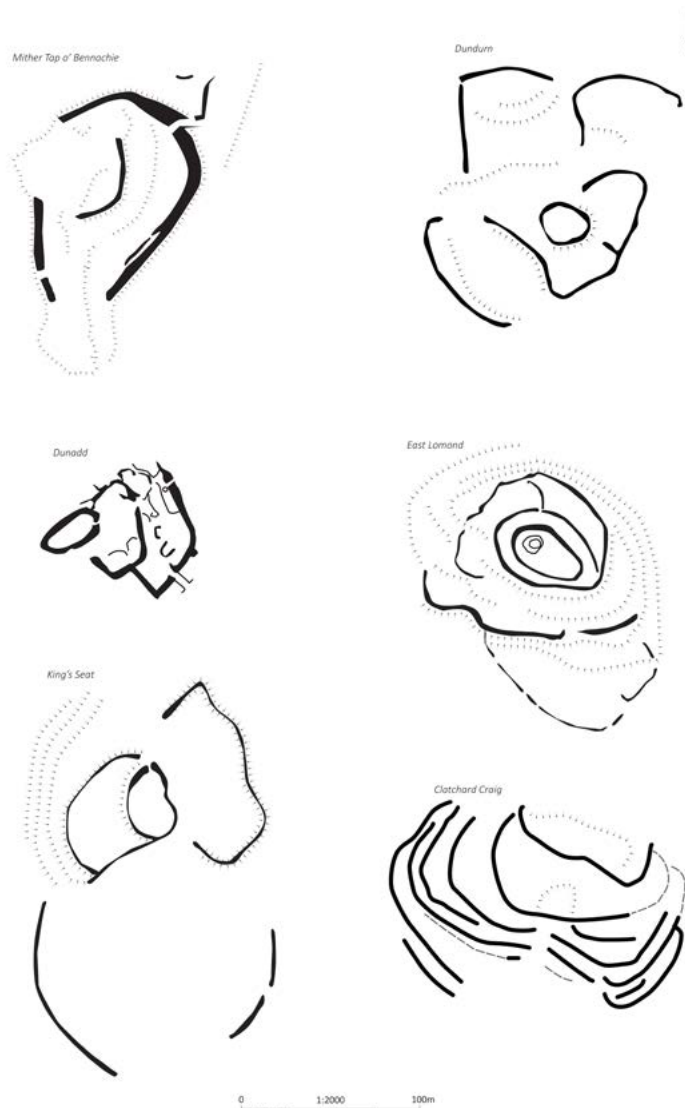 Mither Tap o' Bennachie
Dundurn
Dunadd
East Lomond
King's Seat
Clatchard Craig
0 1:2000 100m